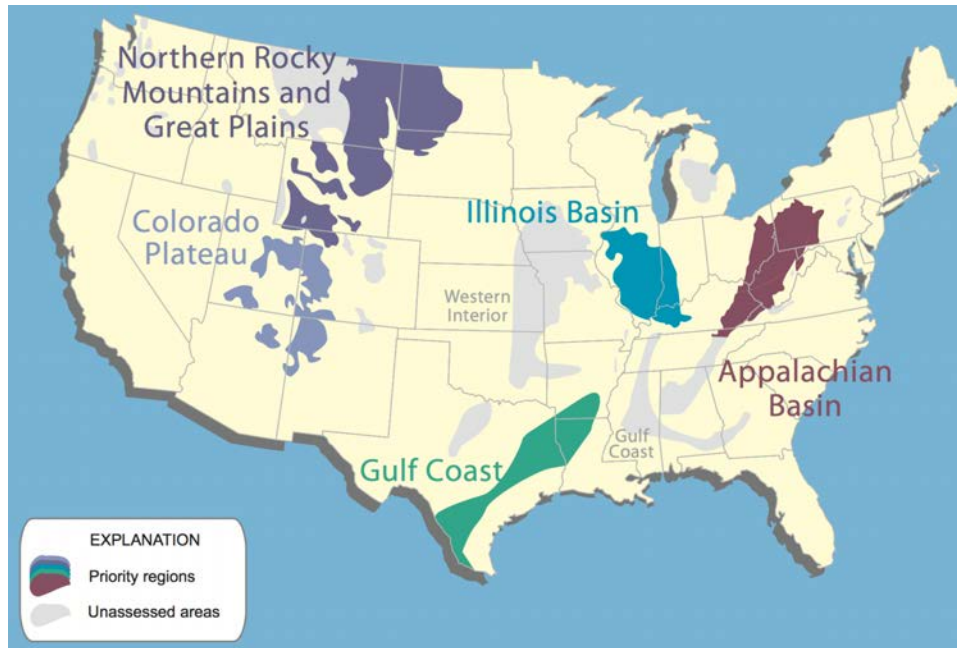 Northern Rocky
Mountains and
Great Plains
Colorado
Plateau
Illinois Basin
Western
Interior
Appalachian
Basin
Gulf
Coast
Gulf Coast
EXPLANATION
Priority regions
Unassessed areas